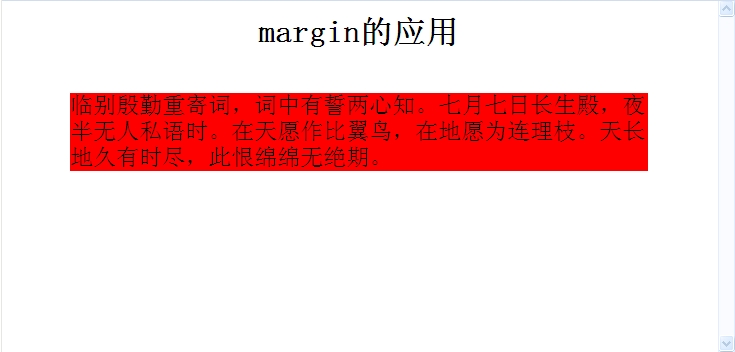 margin的应用
临别殷勤重寄词，词中有誓两心知。七月七日长生殿，夜
半无人私语时。在天愿作比翼鸟，在地愿为连理枝。天长
地久有时尽，此恨绵绵无绝期。